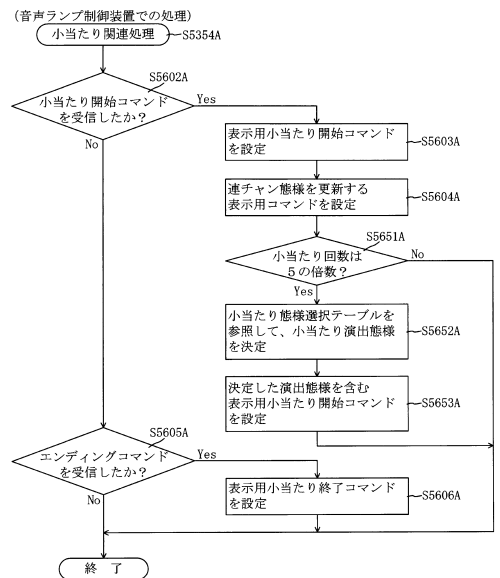 (音声ランプ制御装置での処理)
小当たり関連処理
S5354A
S5602A
小当たり開始コマンド
を受信したか?
Yes
No
表示用小当たり開始コマンド
を設定
S5603A
連チャン態様を更新する
表示用コマンドを設定
S5604A
S5651A
小当たり回数は
5の倍数?
No
Yes
小当たり態様選択テーブルを
参照して、小当たり演出態様
を決定
S5652A
決定した演出態様を含む
表示用小当たり開始コマンド
を設定
S5653A
S5605A
エンディングコマンド
を受信したか?
Yes
No
表示用小当たり終了コマンド
を設定
S5606A
終 了